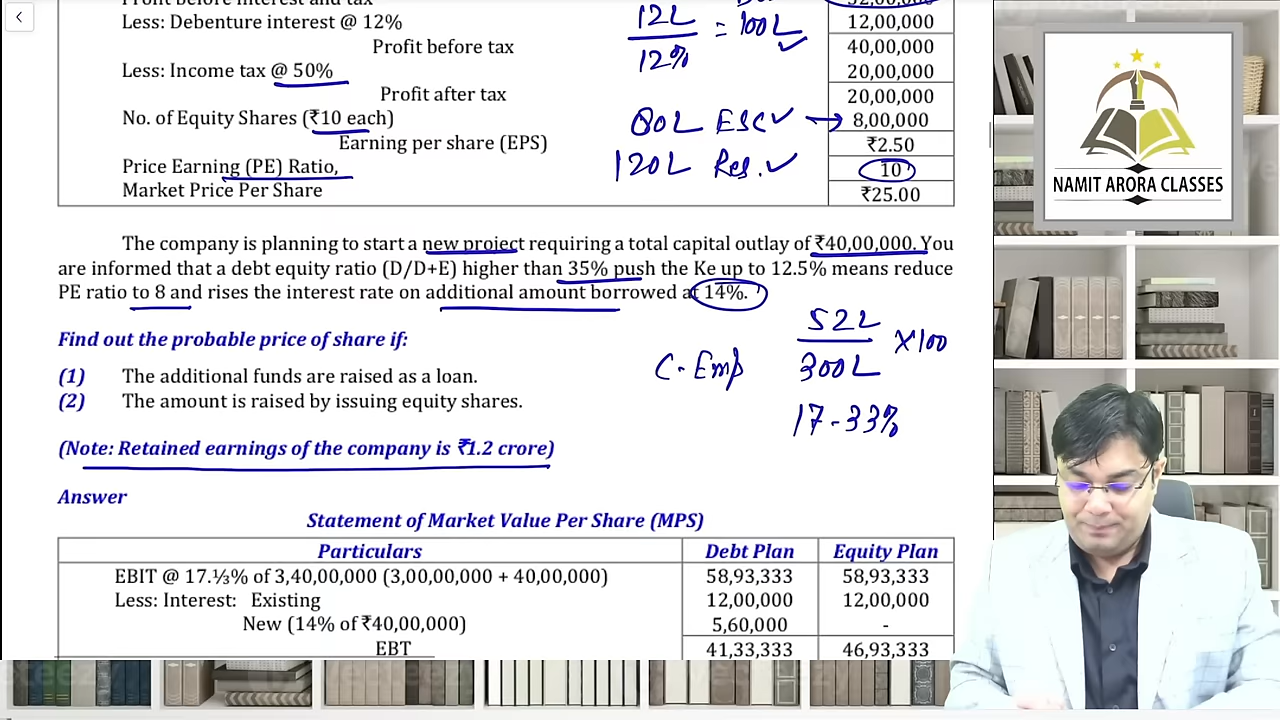 Less: Debenture interest @ 12% 12,00,000
Profit before tax 40,00,000
Less: Income tax @ 50% 20,00,000
Profit after tax 20,00,000
No. of Equity Shares (₹10 each) 8,00,000
Earning per share (EPS) ₹2.50
Price Earning (PE) Ratio, 10
Market Price Per Share ₹25.00
12L
12% = 100L
80L ESC
120L Res.
NAMIT ARORA CLASSES
The company is planning to start a new project requiring a total capital outlay of ₹40,00,000. You
are informed that a debt equity ratio (D/D+E) higher than 35% push the Ke up to 12.5% means reduce
PE ratio to 8 and rises the interest rate on additional amount borrowed at 14%.
Find out the probable price of share if:
(1) The additional funds are raised as a loan.
(2) The amount is raised by issuing equity shares.
C. Emp
52L
300L ×100
17.33%
(Note: Retained earnings of the company is ₹1.2 crore)
Answer
Statement of Market Value Per Share (MPS)
Particulars Debt Plan Equity Plan
EBIT @ 17.⅓% of 3,40,00,000 (3,00,00,000 + 40,00,000) 58,93,333 58,93,333
Less: Interest: Existing 12,00,000 12,00,000
New (14% of ₹40,00,000) 5,60,000 -
EBT 41,33,333 46,93,333